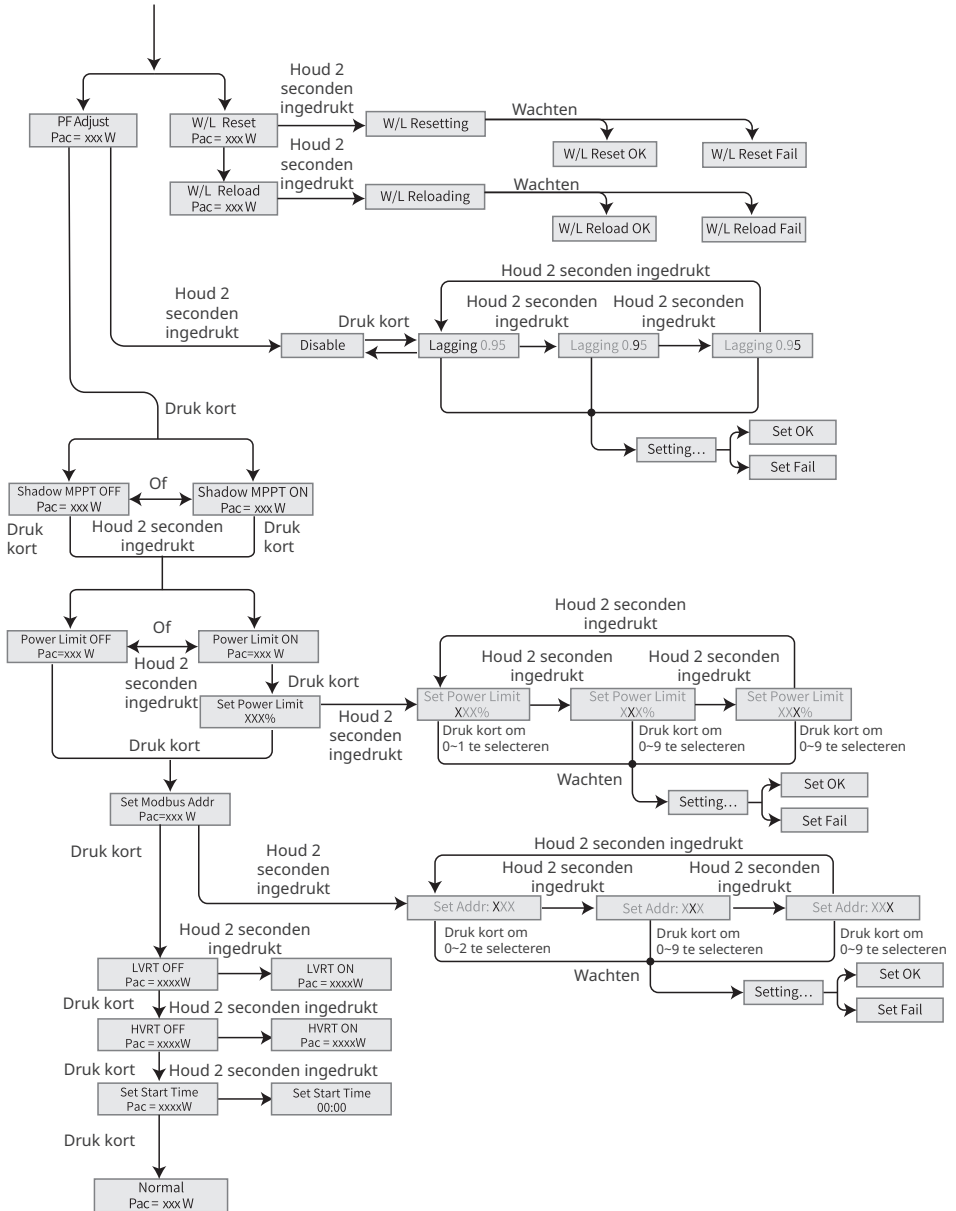 Houd 2
seconden
ingedrukt
PF Adjust
Pac = xxx W
W/L Reset
Pac = xxx W
W/L Resetting
Wachten
W/L Reset OK
W/L Reset Fail
Houd 2
seconden
ingedrukt
W/L Reload
Pac = xxx W
W/L Reloading
Wachten
W/L Reload OK
W/L Reload Fail
Houd 2 seconden ingedrukt
Houd 2
seconden
ingedrukt
Druk kort
Houd 2 seconden
ingedrukt
Houd 2 seconden
ingedrukt
Disable
Lagging 0.95
Lagging 0.95
Lagging 0.95
Druk kort
Setting...
Set OK
Set Fail
Shadow MPPT OFF
Pac = xxx W
Of
Shadow MPPT ON
Pac = xxx W
Druk
kort
Houd 2 seconden
ingedrukt
Druk
kort
Power Limit OFF
Pac=xxx W
Of
Power Limit ON
Pac=xxx W
Houd 2
seconden
ingedrukt
Druk kort
Set Power Limit
XXX%
Houd 2
seconden
ingedrukt
Houd 2 seconden
ingedrukt
Houd 2 seconden
ingedrukt
Houd 2 seconden
ingedrukt
Set Power Limit
XXX%
Set Power Limit
XXX%
Set Power Limit
XXX%
Druk kort om
0~1 te selecteren
Druk kort om
0~9 te selecteren
Druk kort om
0~9 te selecteren
Druk kort
Wachten
Setting...
Set OK
Set Fail
Set Modbus Addr
Pac=xxx W
Druk kort
Houd 2
seconden
ingedrukt
Houd 2 seconden ingedrukt
Houd 2 seconden
ingedrukt
Houd 2 seconden
ingedrukt
Set Addr: XXX
Set Addr: XXX
Set Addr: XXX
Druk kort om
0~2 te selecteren
Druk kort om
0~9 te selecteren
Druk kort om
0~9 te selecteren
Wachten
Setting...
Set OK
Set Fail
Houd 2 seconden
ingedrukt
LVRT OFF
Pac = xxxxW
LVRT ON
Pac = xxxxW
Druk kort
Houd 2 seconden ingedrukt
HVRT OFF
Pac = xxxxW
HVRT ON
Pac = xxxxW
Druk kort
Houd 2 seconden ingedrukt
Set Start Time
Pac = xxxxW
Set Start Time
00:00
Druk kort
Normal
Pac = xxx W